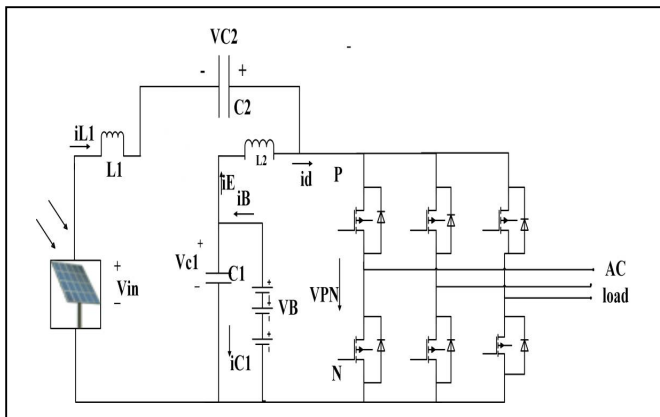 VC2
-
- +
C2
iL1
L1
L2
iE
id
P
iB
+
Vc1
C1
-
+
Vin
-
+
-
+
-
+
-
VB
VPN
AC
load
iC1
N